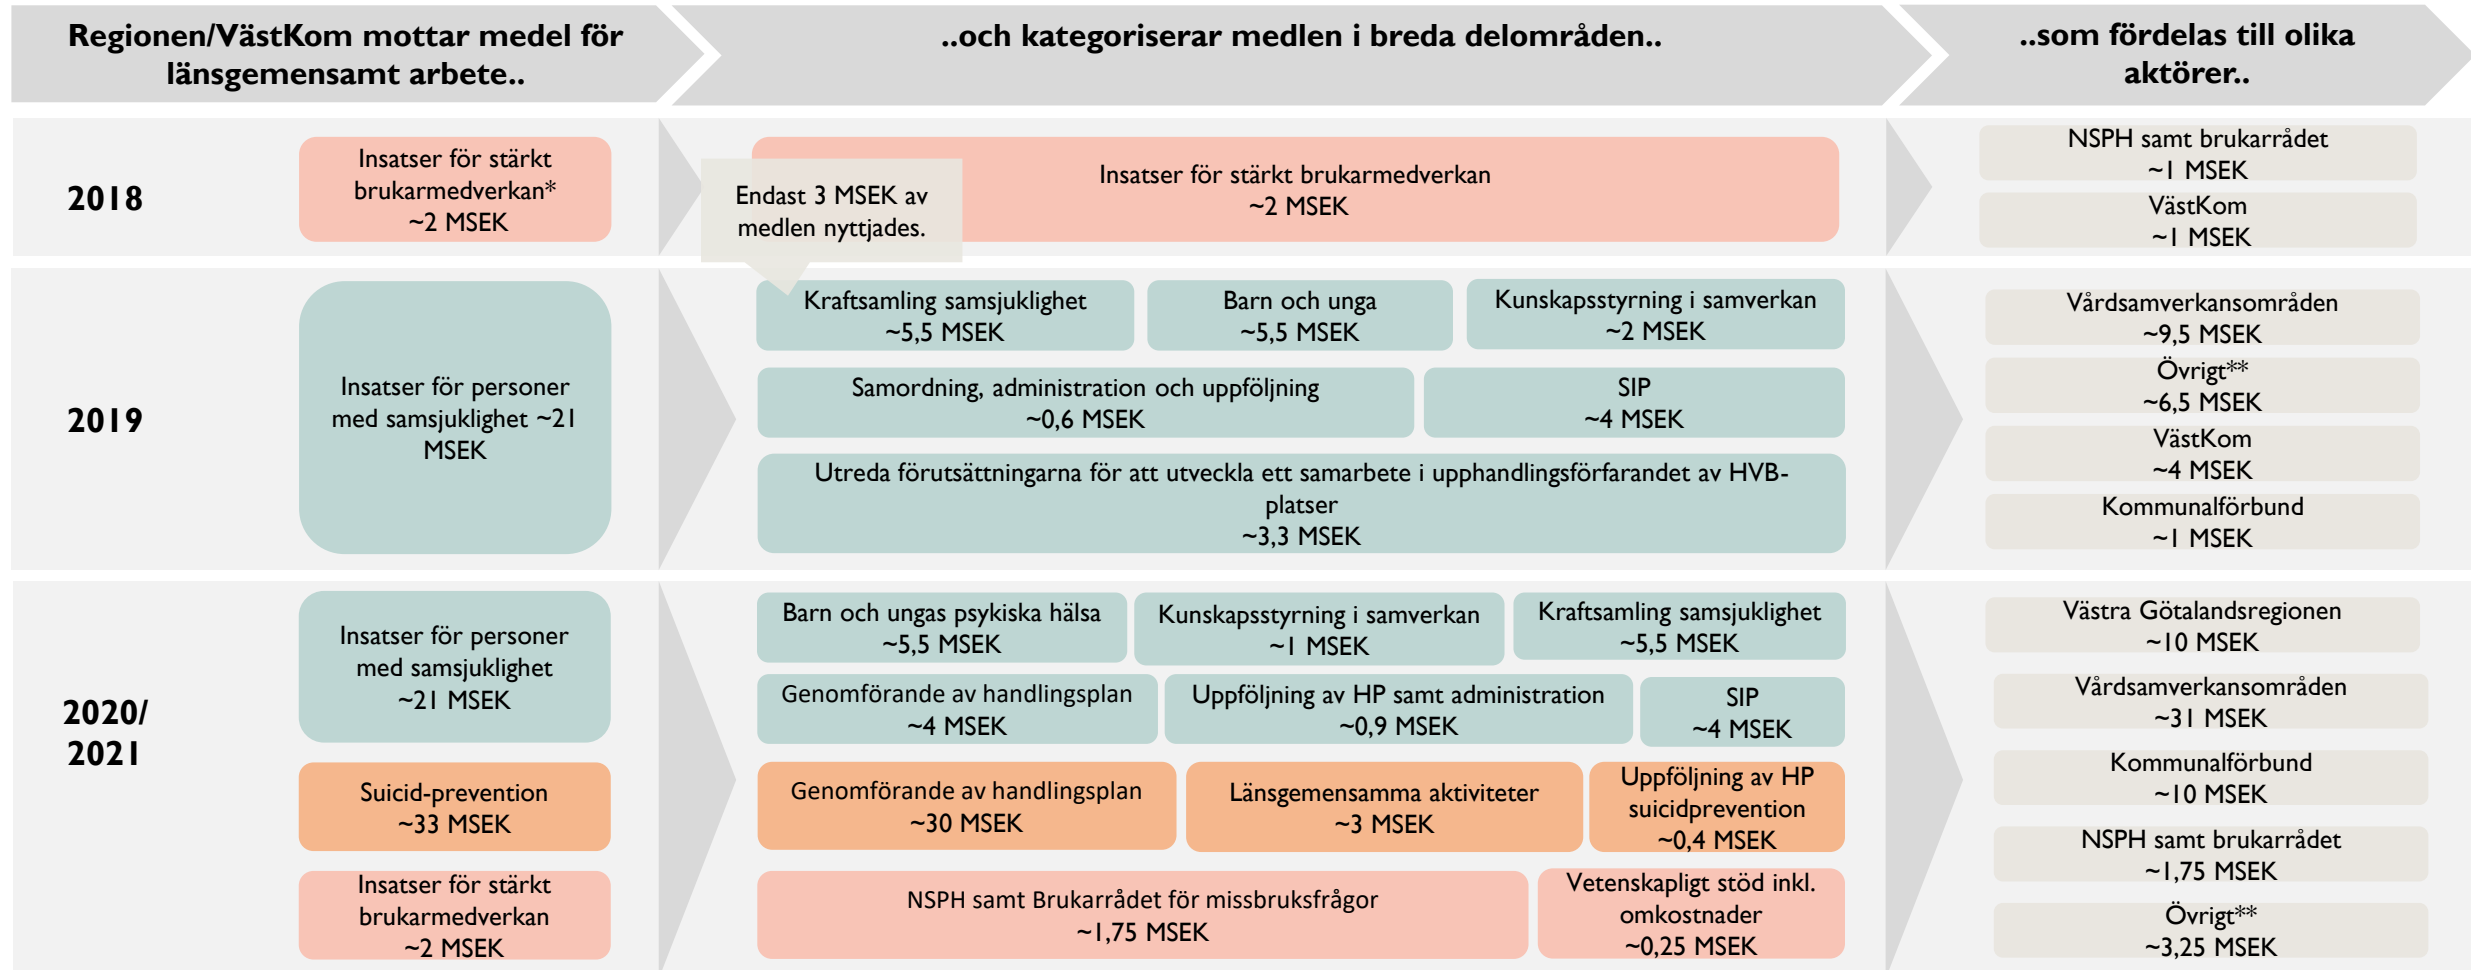 Regionen/VästKom mottar medel för
länsgemensamt arbete..
..och kategoriserar medlen i breda delområden..
..som fördelas till olika
aktörer..
2018
Insatser för stärkt
brukarmedverkan*
~2 MSEK
Endast 3 MSEK av
medlen nyttjades.
Insatser för stärkt brukarmedverkan
~2 MSEK
NSPH samt brukarrådet
~1 MSEK
VästKom
~1 MSEK
2019
Insatser för personer
med samsjuklighet ~21
MSEK
Kraftsamling samsjuklighet
~5,5 MSEK
Barn och unga
~5,5 MSEK
Kunskapsstyrning i samverkan
~2 MSEK
Samordning, administration och uppföljning
~0,6 MSEK
SIP
~4 MSEK
Utreda förutsättningarna för att utveckla ett samarbete i upphandlingsförfarandet av HVB-
platser
~3,3 MSEK
Vårdsamverkansområden
~9,5 MSEK
Övrigt**
~6,5 MSEK
VästKom
~4 MSEK
Kommunalförbund
~1 MSEK
2020/
2021
Insatser för personer
med samsjuklighet
~21 MSEK
Suicid-prevention
~33 MSEK
Insatser för stärkt
brukarmedverkan
~2 MSEK
Barn och ungas psykiska hälsa
~5,5 MSEK
Kunskapsstyrning i samverkan
~1 MSEK
Kraftsamling samsjuklighet
~5,5 MSEK
Genomförande av handlingsplan
~4 MSEK
Uppföljning av HP samt administration
~0,9 MSEK
SIP
~4 MSEK
Genomförande av handlingsplan
~30 MSEK
Länsgemensamma aktiviteter
~3 MSEK
Uppföljning av HP
suicidprevention
~0,4 MSEK
NSPH samt Brukarrådet för missbruksfrågor
~1,75 MSEK
Vetenskapligt stöd inkl.
omkostnader
~0,25 MSEK
Västra Götalandsregionen
~10 MSEK
Vårdsamverkansområden
~31 MSEK
Kommunalförbund
~10 MSEK
NSPH samt brukarrådet
~1,75 MSEK
Övrigt**
~3,25 MSEK